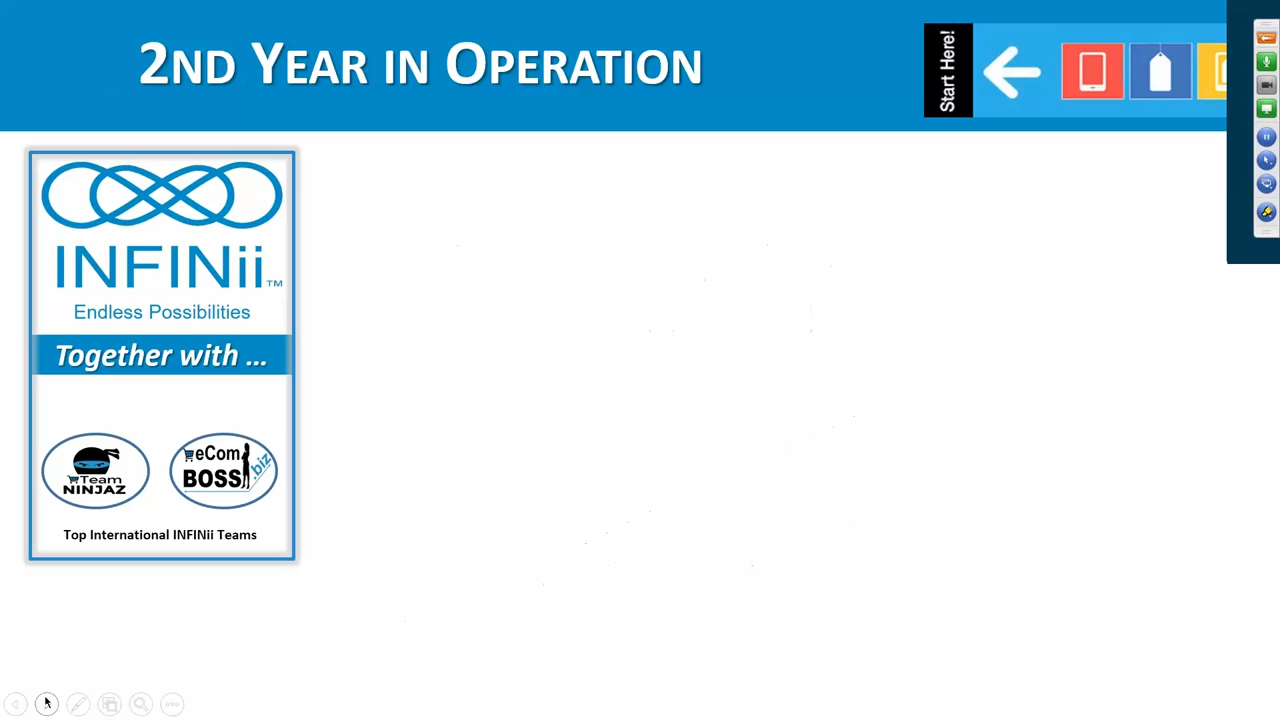 2ND YEAR IN OPERATION
Start Here!
INFINii™
Endless Possibilities
Together with ...
Team
NINJAZ
eCom
BOSS
.biz
Top International INFINii Teams